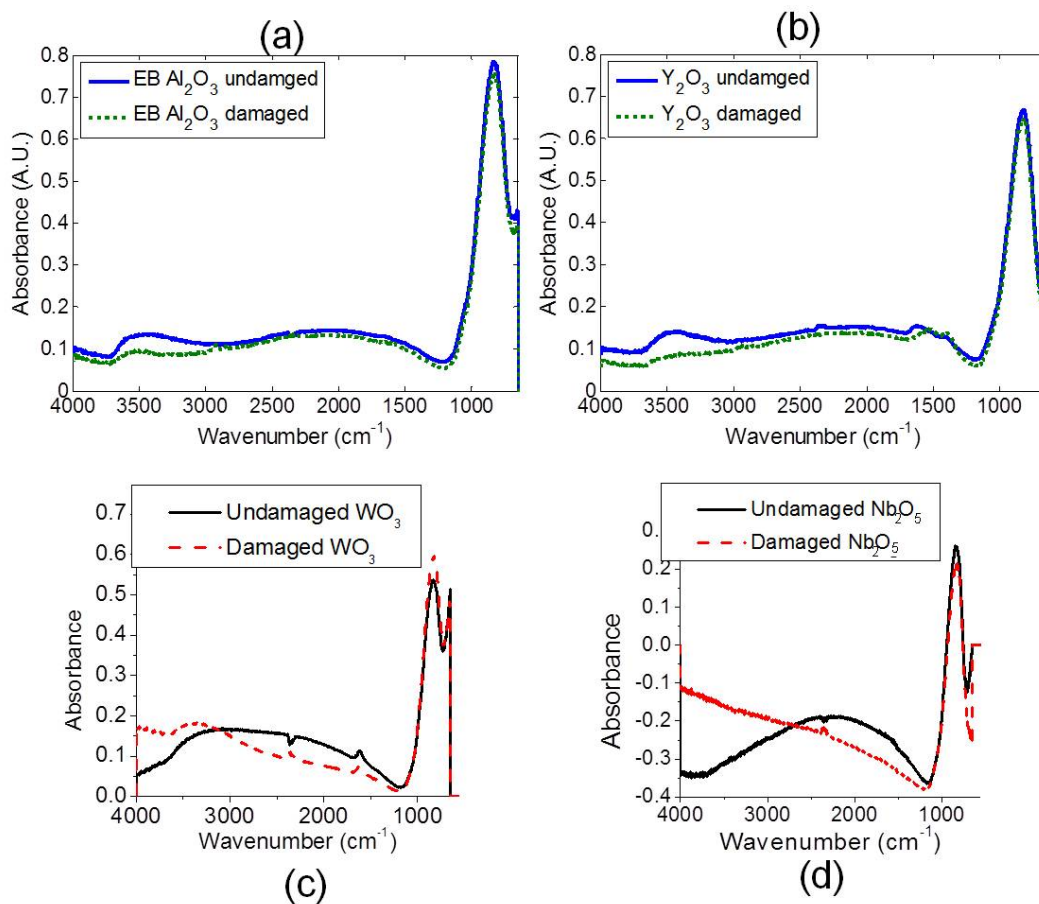 (a)
EB Al₂O₃ undamged
EB Al₂O₃ damaged
0.8
0.7
0.6
0.5
0.4
0.3
0.2
0.1
0
Absorbance (A.U.)
4000 3500 3000 2500 2000 1500 1000
Wavenumber (cm⁻¹)
(b)
Y₂O₃ undamged
Y₂O₃ damaged
0.8
0.7
0.6
0.5
0.4
0.3
0.2
0.1
0
Absorbance (A.U.)
4000 3500 3000 2500 2000 1500 1000
Wavenumber (cm⁻¹)
Undamaged WO₃
Damaged WO₃
0.7
0.6
0.5
0.4
0.3
0.2
0.1
0.0
Absorbance
4000 3000 2000 1000
Wavenumber (cm⁻¹)
(c)
Undamaged Nb₂O₅
Damaged Nb₂O₅
0.
0.2
0.1
0.0
-0.1
-0.2
-0.3
-0.4
Absorbance
4000 3000 2000 1000
Wavenumber (cm⁻¹)
(d)